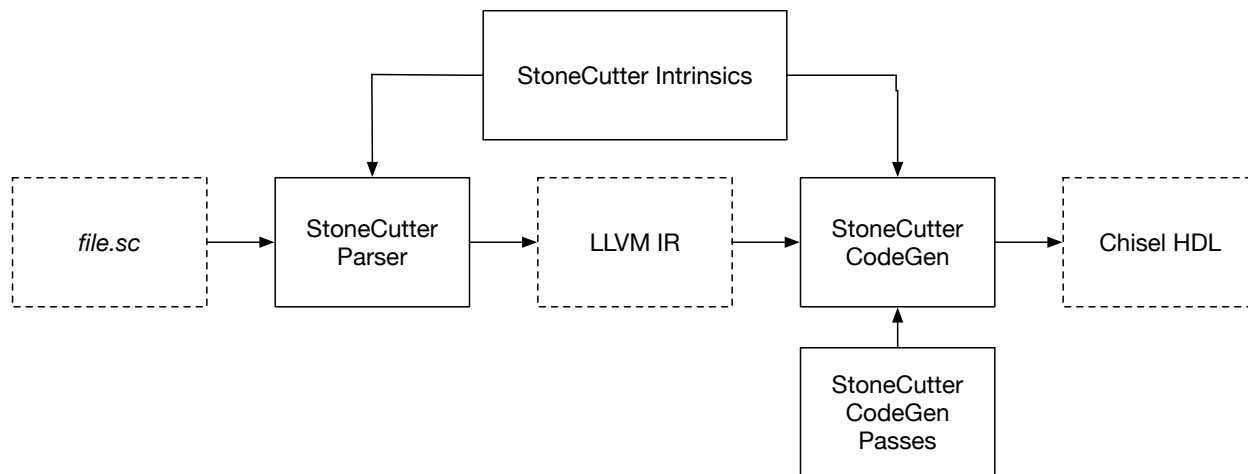 StoneCutter Intrinsics
file.sc
StoneCutter
Parser
LLVM IR
StoneCutter
CodeGen
Chisel HDL
StoneCutter
CodeGen
Passes